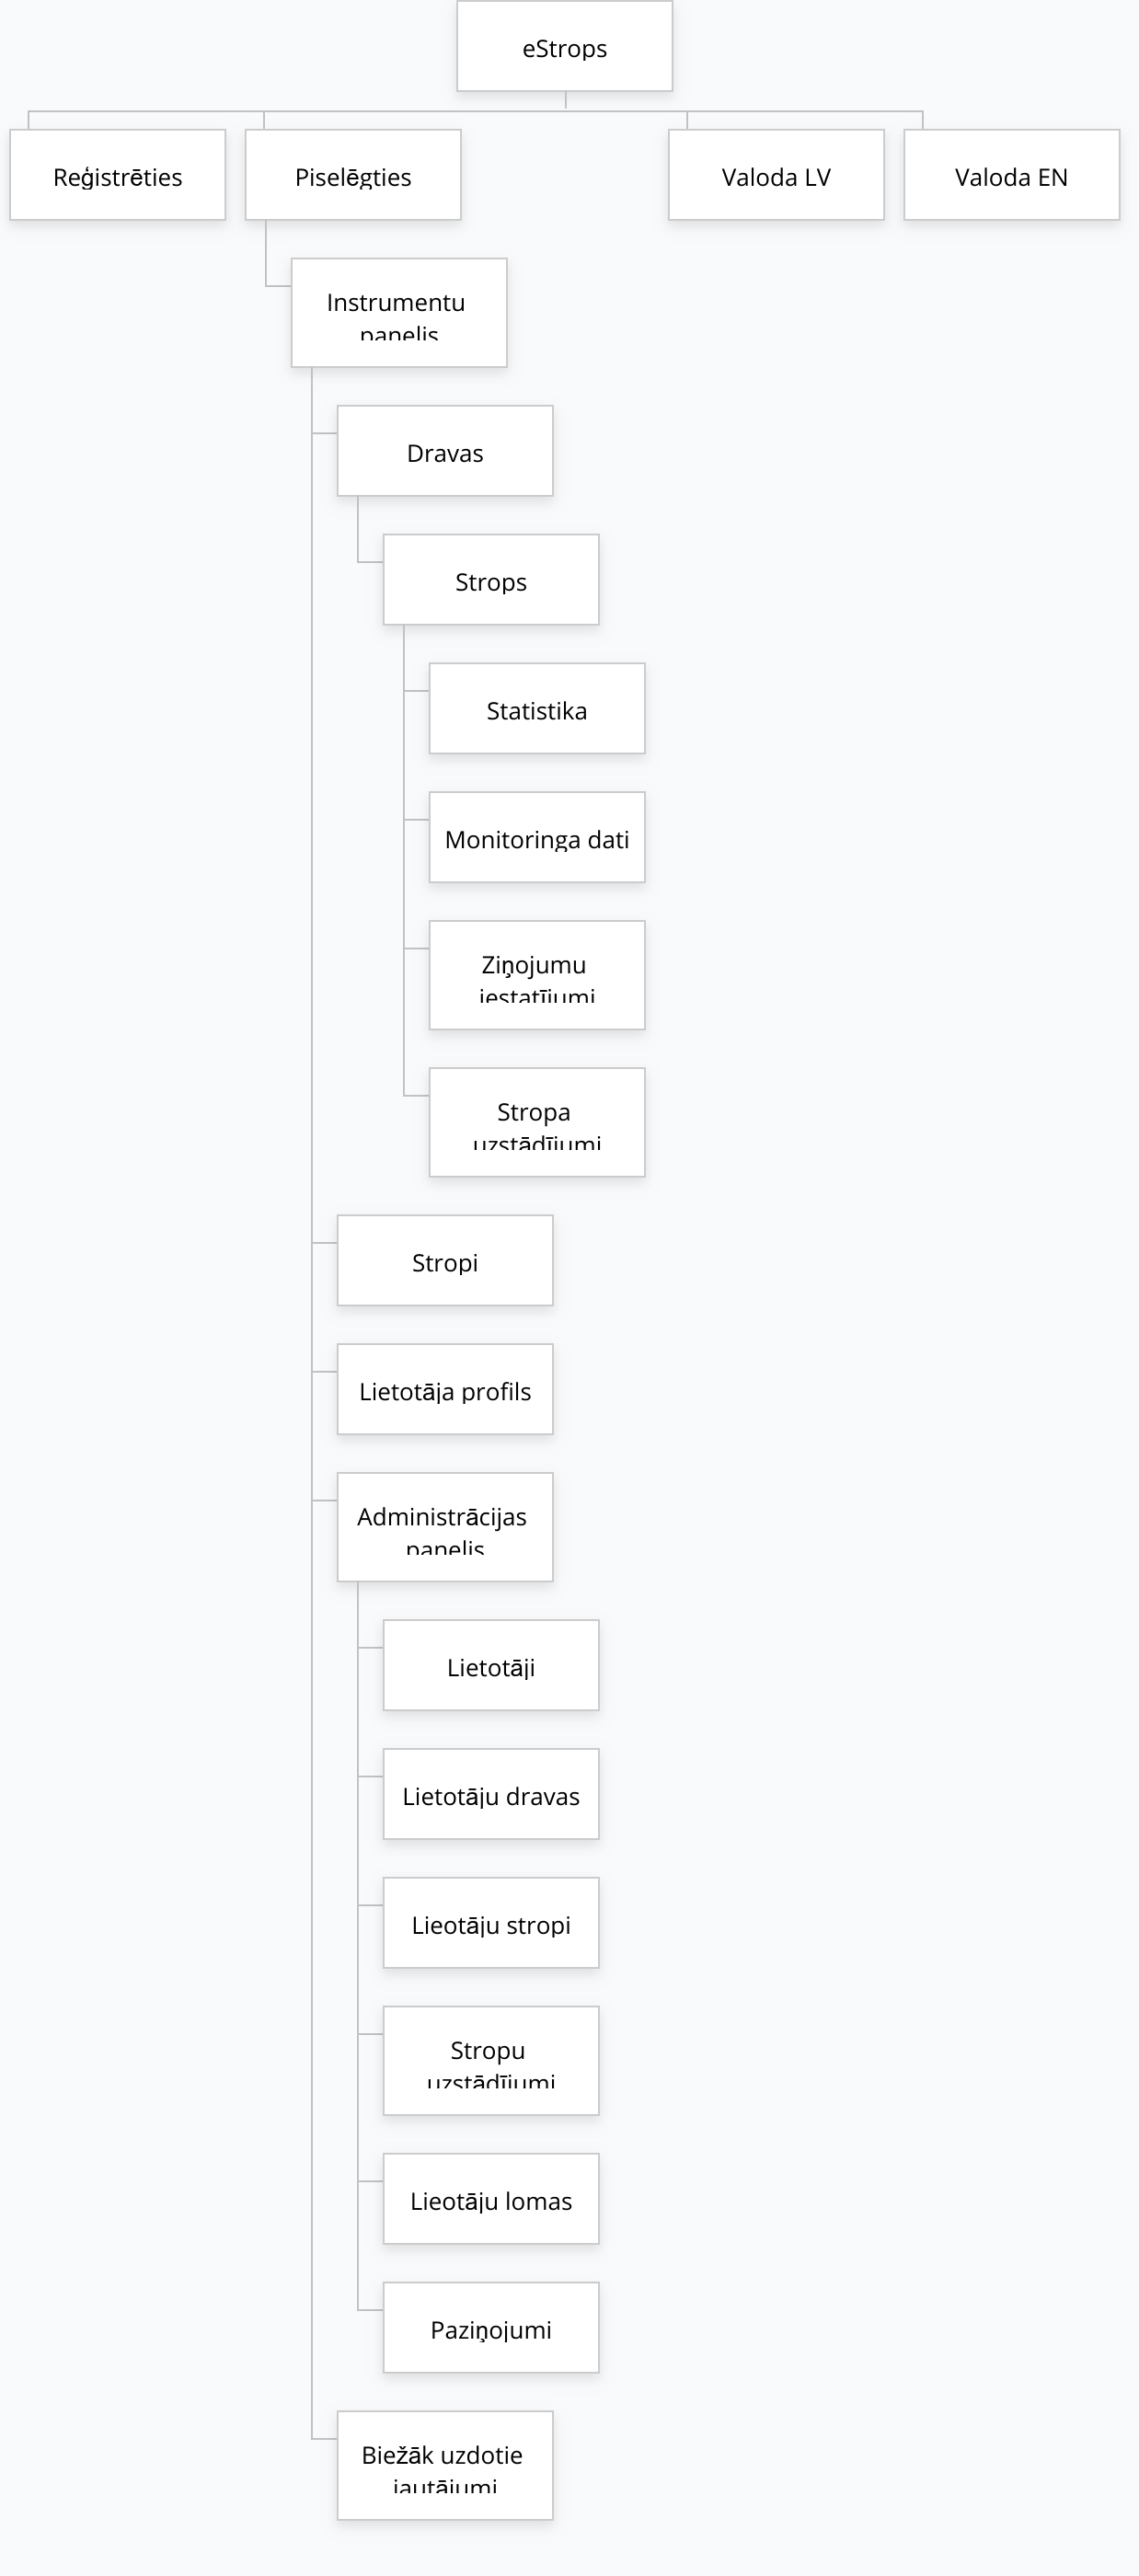 eStrops
Reģistrēties
Piselēgties
Valoda LV
Valoda EN
Instrumentu
panelis
Dravas
Strops
Statistika
Monitoringa dati
Ziņojumu
iestatījumi
Stropa
uzstādījumi
Stropi
Lietotāja profils
Administrācijas
panelis
Lietotāji
Lietotāju dravas
Lieotāju stropi
Stropu
uzstādījumi
Lieotāju lomas
Paziņojumi
Biežāk uzdotie
jautājumi